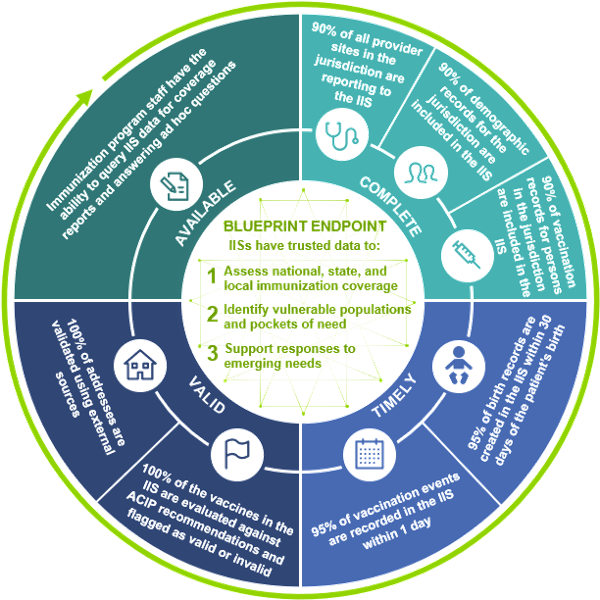 Immunization program staff have the
ability to query IIS data for coverage
reports and answering ad hoc questions
AVAILABLE
90% of all provider
sites in the
jurisdiction are
reporting to
the IIS
90% of demographic
records for the
jurisdiction are
included in the IIS
90% of vaccination
records for persons
in the jurisdiction
are included in the
IIS
COMPLETE
BLUEPRINT ENDPOINT
IISs have trusted data to:
1 Assess national, state, and
local immunization coverage
2 Identify vulnerable populations
and pockets of need
3 Support responses to
emerging needs
95% of birth records are
created in the IIS within 30
days of the patient's birth
95% of vaccination events
are recorded in the IIS
within 1 day
TIMELY
100% of the vaccines in the
IIS are evaluated against
ACIP recommendations and
flagged as valid or invalid
100% of addresses are
validated using external
sources
VALID